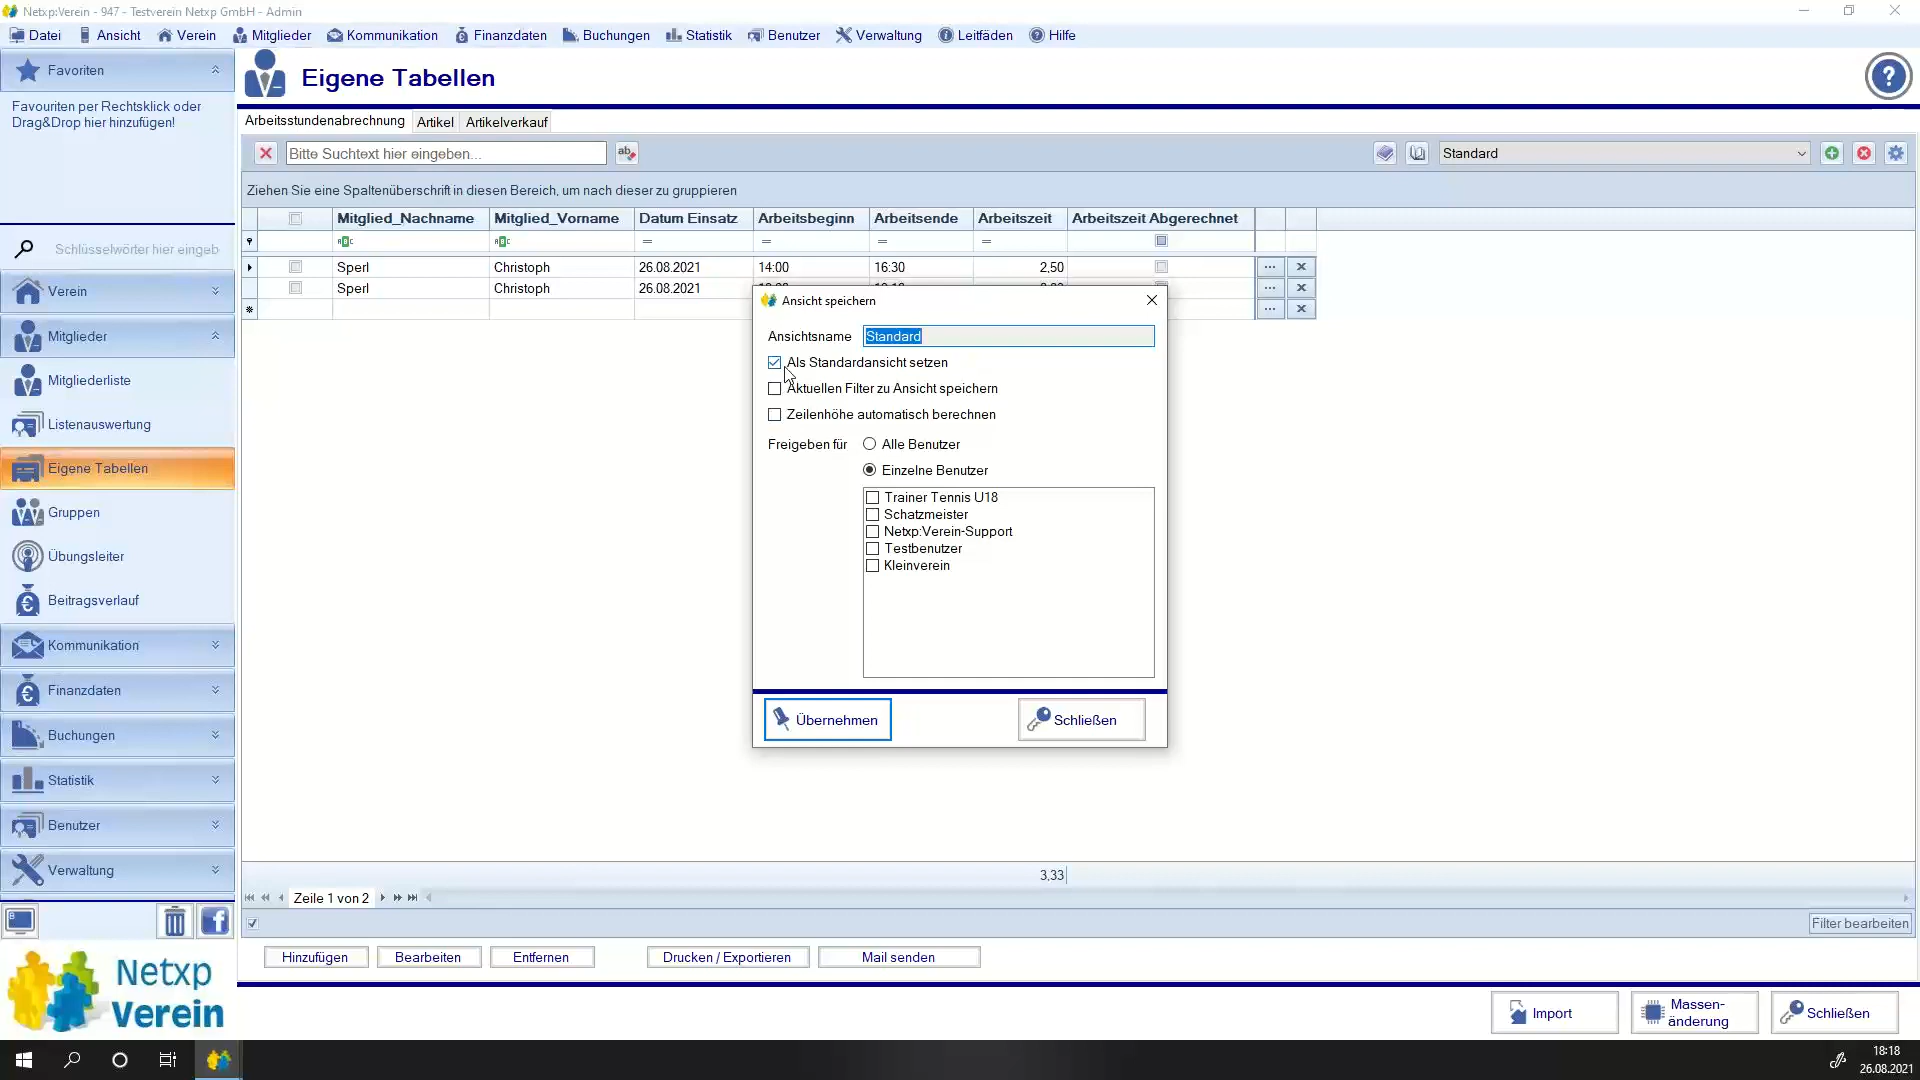 Netxp:Verein - 947 - Testverein Netxp GmbH - Admin
Datei Ansicht Verein Mitglieder Kommunikation Finanzdaten Buchungen Statistik Benutzer Verwaltung Leitfäden Hilfe
Favoriten
Favouriten per Rechtsklick oder
Drag&Drop hier hinzufügen!
Schlüsselwörter hier eingeb
Verein
Mitglieder
Mitgliederliste
Listenauswertung
Eigene Tabellen
Gruppen
Übungsleiter
Beitragsverlauf
Kommunikation
Finanzdaten
Buchungen
Statistik
Benutzer
Verwaltung
Netxp
Verein
Eigene Tabellen
Arbeitsstundenabrechnung Artikel Artikelverkauf
Bitte Suchtext hier eingeben...
Standard
Ziehen Sie eine Spaltenüberschrift in diesen Bereich, um nach dieser zu gruppieren
Mitglied_Nachname Mitglied_Vorname Datum Einsatz Arbeitsbeginn Arbeitsende Arbeitszeit Arbeitszeit Abgerechnet
Sperl Christoph 26.08.2021 14:00 16:30 2,50
Sperl Christoph 26.08.2021
Ansicht speichern
Ansichtsname Standard
Als Standardansicht setzen
Aktuellen Filter zu Ansicht speichern
Zeilenhöhe automatisch berechnen
Freigeben für Alle Benutzer
Einzelne Benutzer
Trainer Tennis U18
Schatzmeister
Netxp:Verein-Support
Testbenutzer
Kleinverein
Übernehmen Schließen
3,33
Zeile 1 von 2
Filter bearbeiten
Hinzufügen Bearbeiten Entfernen Drucken / Exportieren Mail senden
Import Massen-
änderung Schließen
18:18
26.08.2021